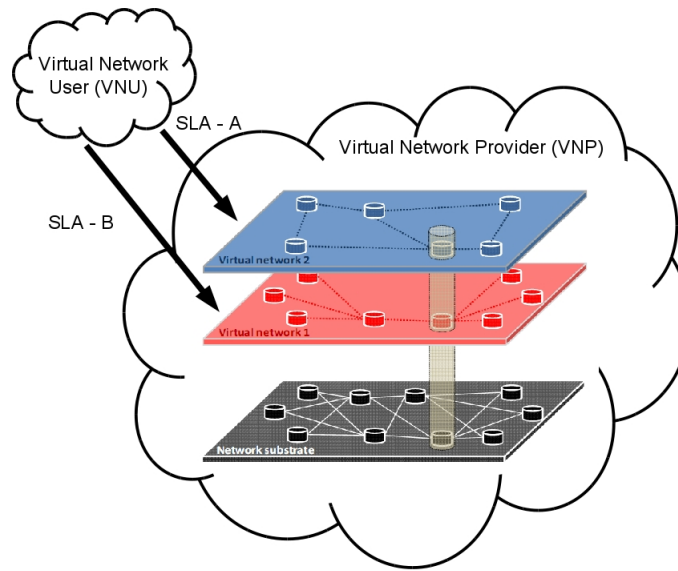 Virtual Network
User (VNU)
SLA - A
Virtual Network Provider (VNP)
SLA - B
Virtual network 2
Virtual network 1
Network substrate